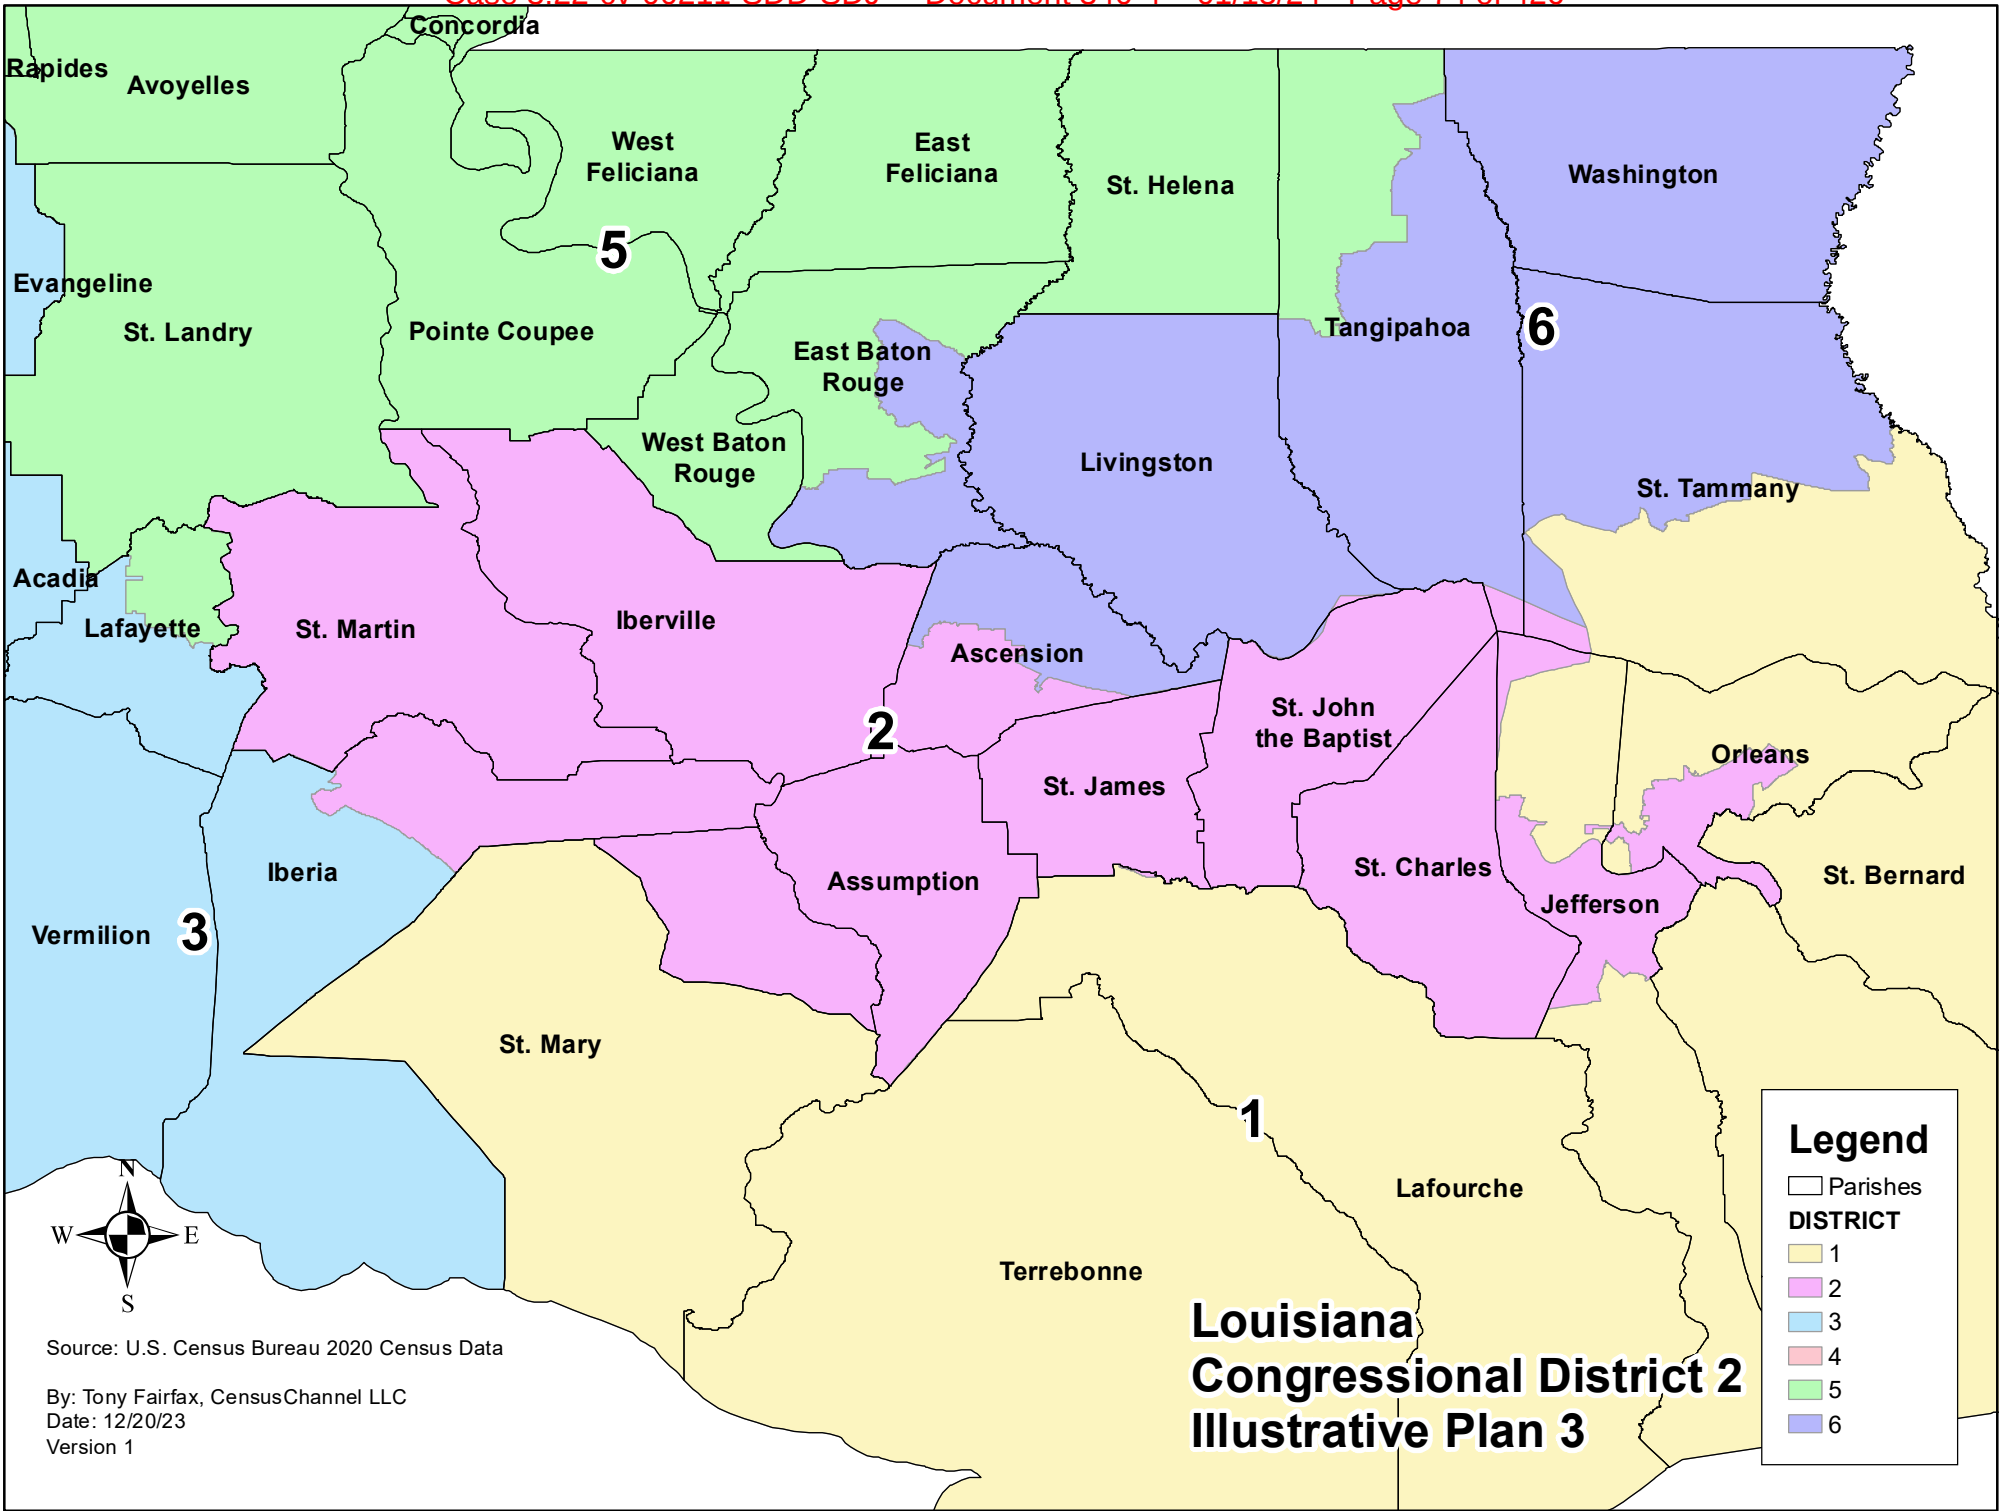 Concordia
Rapides
Avoyelles
West
Feliciana
East
Feliciana
St. Helena
Washington
5
Evangeline
St. Landry
Pointe Coupee
East Baton
Rouge
Tangipahoa
6
West Baton
Rouge
Livingston
St. Tammany
Acadia
Lafayette
St. Martin
Iberville
Ascension
2
St. John
the Baptist
Orleans
St. James
Iberia
Assumption
St. Charles
St. Bernard
Jefferson
Vermilion
3
St. Mary
1
Lafourche
Terrebonne
N
W
E
S
Legend
Parishes
DISTRICT
1
2
3
4
5
6
Louisiana
Congressional District 2
Illustrative Plan 3
Source: U.S. Census Bureau 2020 Census Data
By: Tony Fairfax, CensusChannel LLC
Date: 12/20/23
Version 1